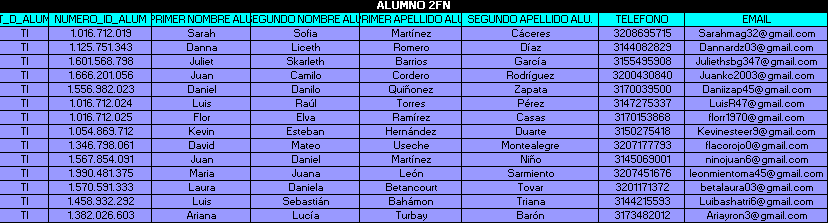 ALUMNO 2FN
T_D_ALUM NUMERO_ID_ALUM PRIMER NOMBRE ALU SEGUNDO NOMBRE ALU PRIMER APELLIDO ALU SEGUNDO APELLIDO ALU. TELEFONO EMAIL
TI 1.016.712.019 Sarah Sofia Martínez Cáceres 3208695715 Sarahmag32@gmail.com
TI 1.125.751.343 Danna Liceth Romero Díaz 3144082829 Dannardz03@gmail.com
TI 1.601.568.798 Juliet Skarleth Barrios García 3155495908 Juliethsbg347@gmail.com
TI 1.666.201.056 Juan Camilo Cordero Rodríguez 3200430840 Juankc2003@gmail.com
TI 1.556.982.023 Daniel Danilo Quiñonez Zapata 3170039500 Daniizap45@gmail.com
TI 1.016.712.024 Luis Raúl Torres Pérez 3147275337 LuisR47@gmail.com
TI 1.016.712.025 Flor Elva Ramírez Casas 3170153868 florr1970@gmail.com
TI 1.054.869.712 Kevin Esteban Hernández Duarte 3150275418 Kevinesteer9@gmail.com
TI 1.346.798.061 David Mateo Useche Montealegre 3207177793 flacorojo0@gmail.com
TI 1.567.854.091 Juan Daniel Martínez Niño 3145069001 ninojuan6@gmail.com
TI 1.990.481.375 Maria Juana León Sarmiento 3207451676 leonmientoma45@gmail.com
TI 1.570.591.333 Laura Daniela Betancourt Tovar 3201171372 betalaura03@gmail.com
TI 1.458.932.292 Luis Sebastián Bahámon Triana 3144215593 Luibashatri6@gmail.com
TI 1.382.026.603 Ariana Lucía Turbay Barón 3173482012 Ariayron3@gmail.com